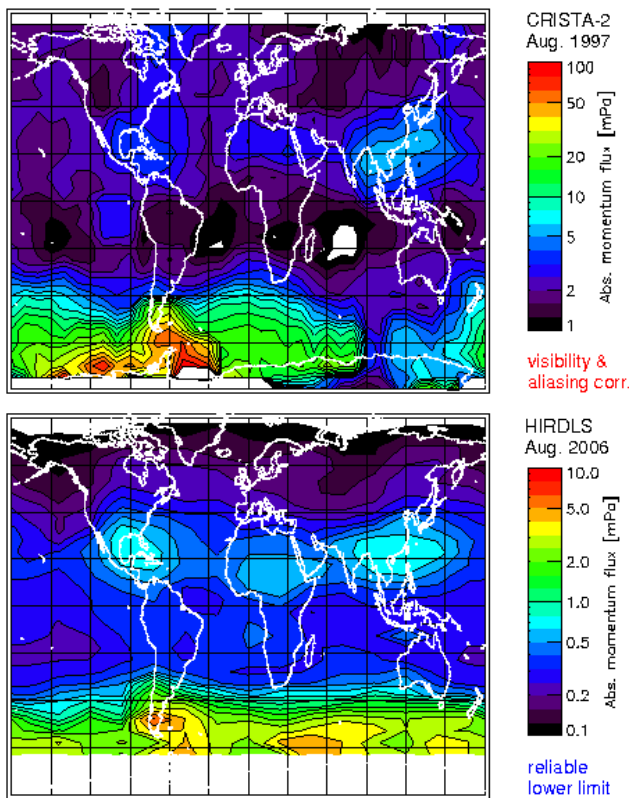 CRISTA-2
Aug. 1997
100
50
20
10
5
2
1
Abs. momentum flux [mPa]
visibility &
aliasing corr.
HIRDLS
Aug. 2006
10.0
5.0
2.0
1.0
0.5
0.2
0.1
Abs. momentum flux [mPa]
reliable
lower limit